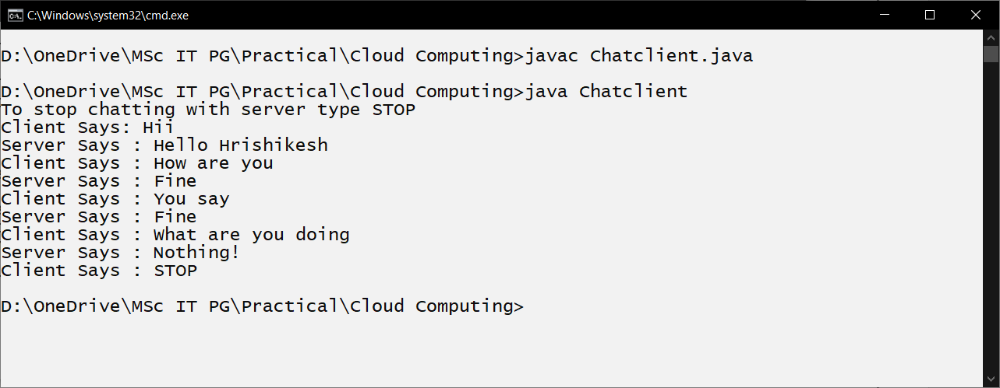 C:\Windows\system32\cmd.exe
D:\OneDrive\MSc IT PG\Practical\Cloud Computing>javac Chatclient.java
D:\OneDrive\MSc IT PG\Practical\Cloud Computing>java Chatclient
To stop chatting with server type STOP
Client Says: Hii
Server Says : Hello Hrishikesh
Client Says : How are you
Server Says : Fine
Client Says : You say
Server Says : Fine
Client Says : What are you doing
Server Says : Nothing!
Client Says : STOP
D:\OneDrive\MSc IT PG\Practical\Cloud Computing>